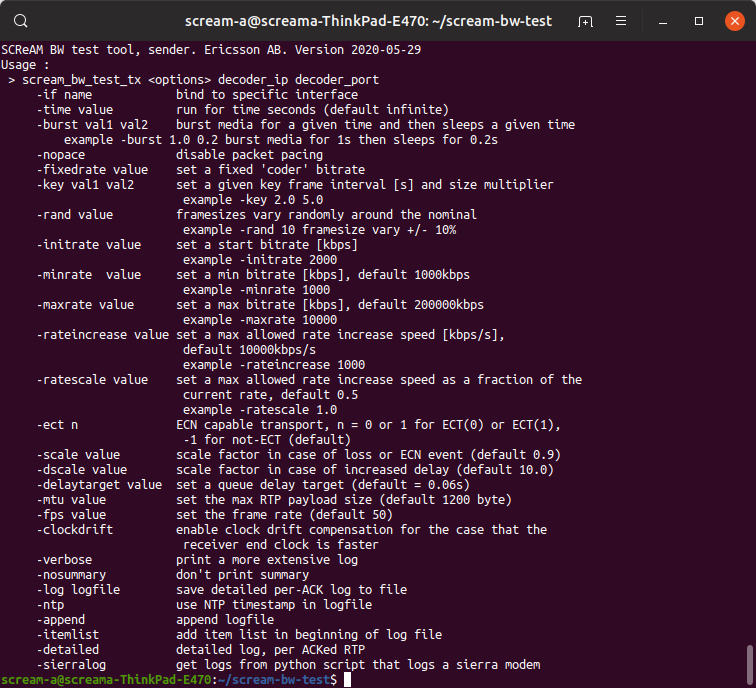 scream-a@screama-ThinkPad-E470: ~/scream-bw-test
SCReAM BW test tool, sender. Ericsson AB. Version 2020-05-29
Usage :
 > scream_bw_test_tx <options> decoder_ip decoder_port
     -if name            bind to specific interface
     -time value         run for time seconds (default infinite)
     -burst val1 val2    burst media for a given time and then sleeps a given time
         example -burst 1.0 0.2 burst media for 1s then sleeps for 0.2s
     -nopace             disable packet pacing
     -fixedrate value    set a fixed 'coder' bitrate
     -key val1 val2      set a given key frame interval [s] and size multiplier
                          example -key 2.0 5.0
     -rand value         framesizes vary randomly around the nominal
                          example -rand 10 framesize vary +/- 10%
     -initrate value     set a start bitrate [kbps]
                          example -initrate 2000
     -minrate  value     set a min bitrate [kbps], default 1000kbps
                          example -minrate 1000
     -maxrate value      set a max bitrate [kbps], default 200000kbps
                          example -maxrate 10000
     -rateincrease value set a max allowed rate increase speed [kbps/s],
                          default 10000kbps/s
                          example -rateincrease 1000
     -ratescale value    set a max allowed rate increase speed as a fraction of the
                          current rate, default 0.5
                          example -ratescale 1.0
     -ect n              ECN capable transport, n = 0 or 1 for ECT(0) or ECT(1),
                          -1 for not-ECT (default)
     -scale value        scale factor in case of loss or ECN event (default 0.9)
     -dscale value       scale factor in case of increased delay (default 10.0)
     -delaytarget value  set a queue delay target (default = 0.06s)
     -mtu value          set the max RTP payload size (default 1200 byte)
     -fps value          set the frame rate (default 50)
     -clockdrift         enable clock drift compensation for the case that the
                          receiver end clock is faster
     -verbose            print a more extensive log
     -nosummary          don't print summary
     -log logfile        save detailed per-ACK log to file
     -ntp                use NTP timestamp in logfile
     -append             append logfile
     -itemlist           add item list in beginning of log file
     -detailed           detailed log, per ACKed RTP
     -sierralog          get logs from python script that logs a sierra modem
scream-a@screama-ThinkPad-E470:~/scream-bw-test$